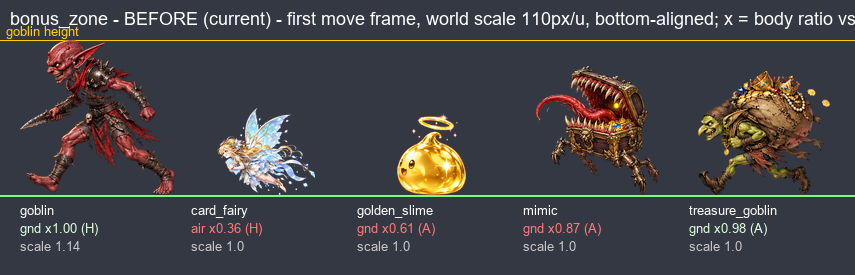 bonus_zone - BEFORE (current) - first move frame, world scale 110px/u, bottom-aligned; x = body ratio vs
goblin height
goblin
gnd x1.00 (H)
scale 1.14
card_fairy
air x0.36 (H)
scale 1.0
golden_slime
gnd x0.61 (A)
scale 1.0
mimic
gnd x0.87 (A)
scale 1.0
treasure_goblin
gnd x0.98 (A)
scale 1.0